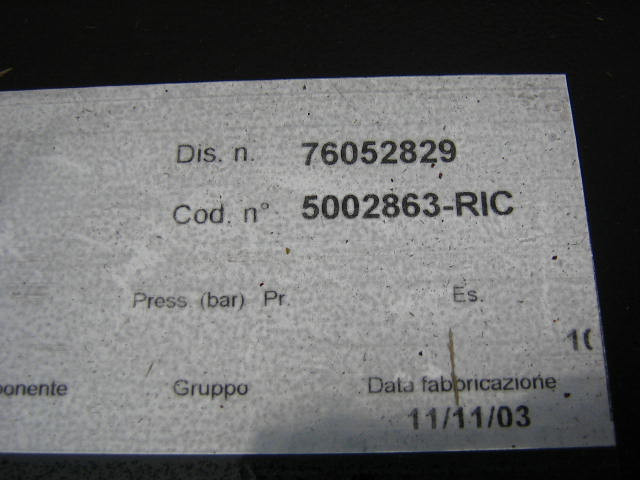 Dis. n. 76052829
Cod. n° 5002863-RIC
Press. (bar) Pr. Es.
Gruppo Data fabbricazione
11/11/03